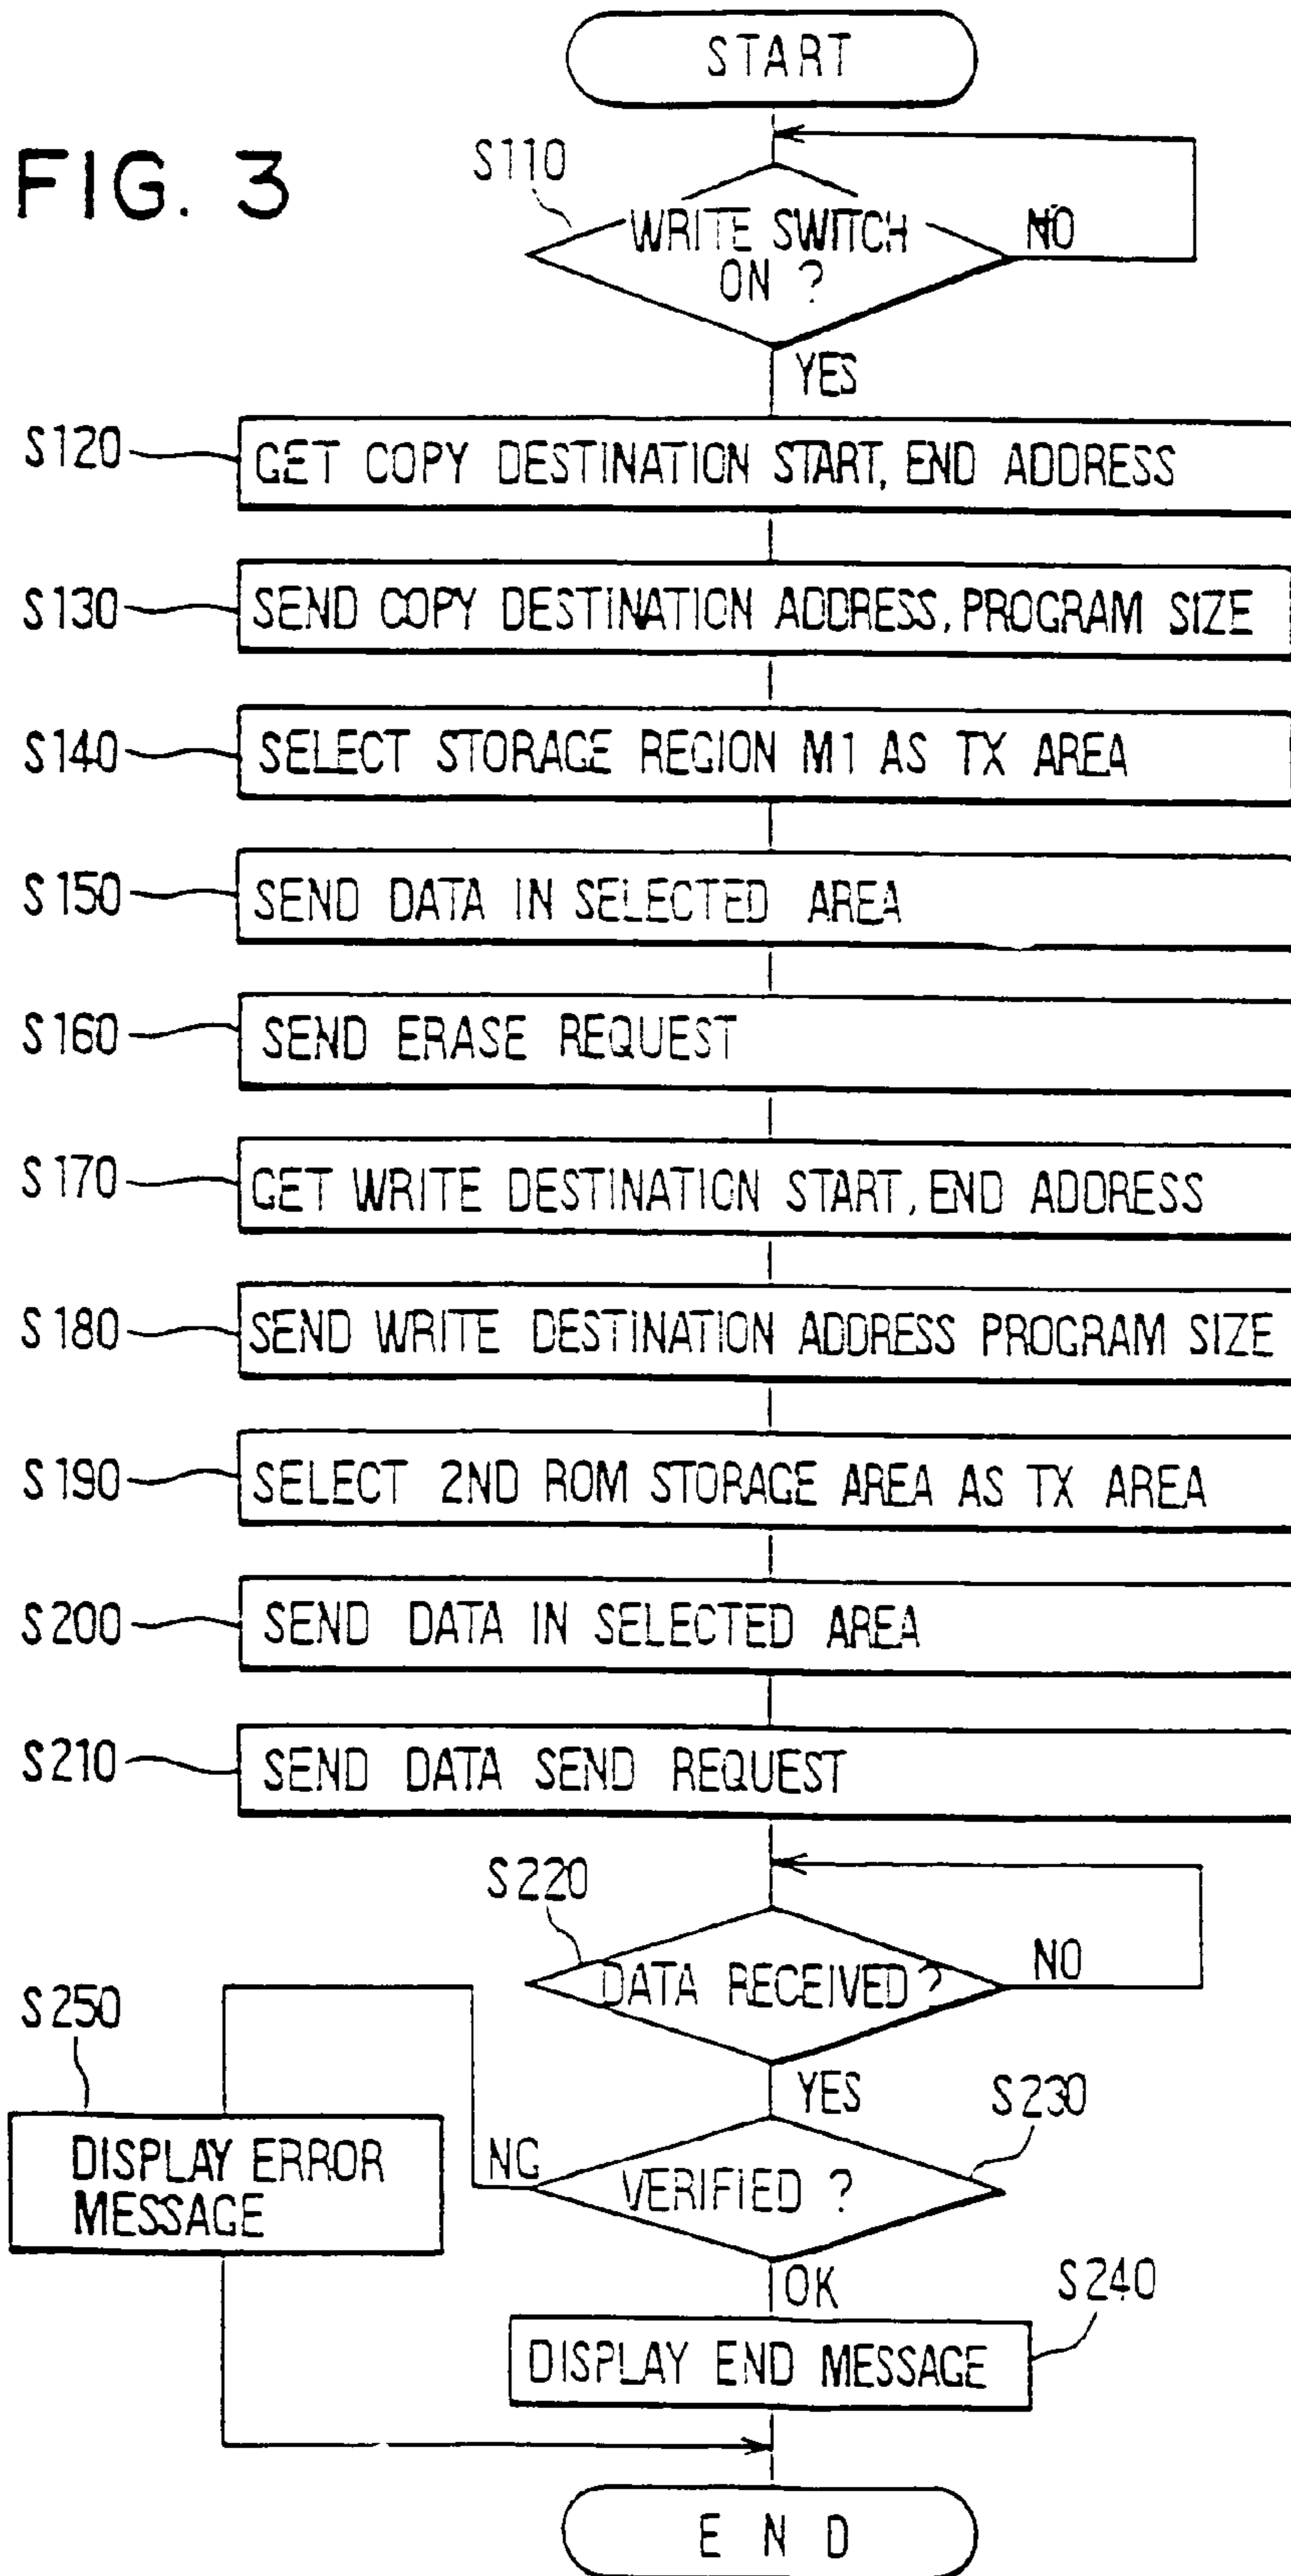 START
FIG. 3
S110
WRITE SWITCH
ON ?
NO
YES
S120
GET COPY DESTINATION START, END ADDRESS
S130
SEND COPY DESTINATION ADDRESS, PROGRAM SIZE
S140
SELECT STORAGE REGION M1 AS TX AREA
S150
SEND DATA IN SELECTED AREA
S160
SEND ERASE REQUEST
S170
GET WRITE DESTINATION START, END ADDRESS
S180
SEND WRITE DESTINATION ADDRESS PROGRAM SIZE
S190
SELECT 2ND ROM STORAGE AREA AS TX AREA
S200
SEND DATA IN SELECTED AREA
S210
SEND DATA SEND REQUEST
S220
DATA RECEIVED ?
NO
YES
S230
VERIFIED ?
NG
S250
DISPLAY ERROR
MESSAGE
OK
S240
DISPLAY END MESSAGE
END